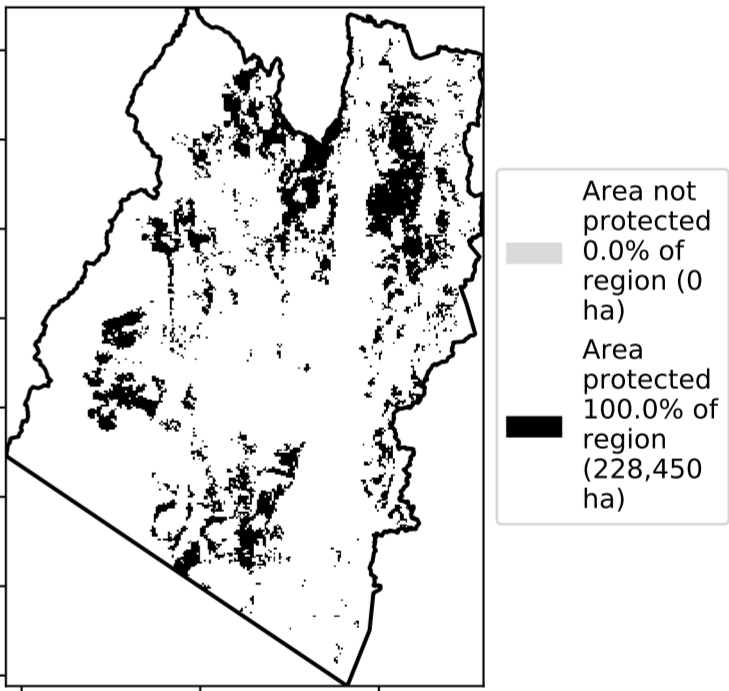 Area not
protected
0.0% of
region (0
ha)
Area
protected
100.0% of
region
(228,450
ha)